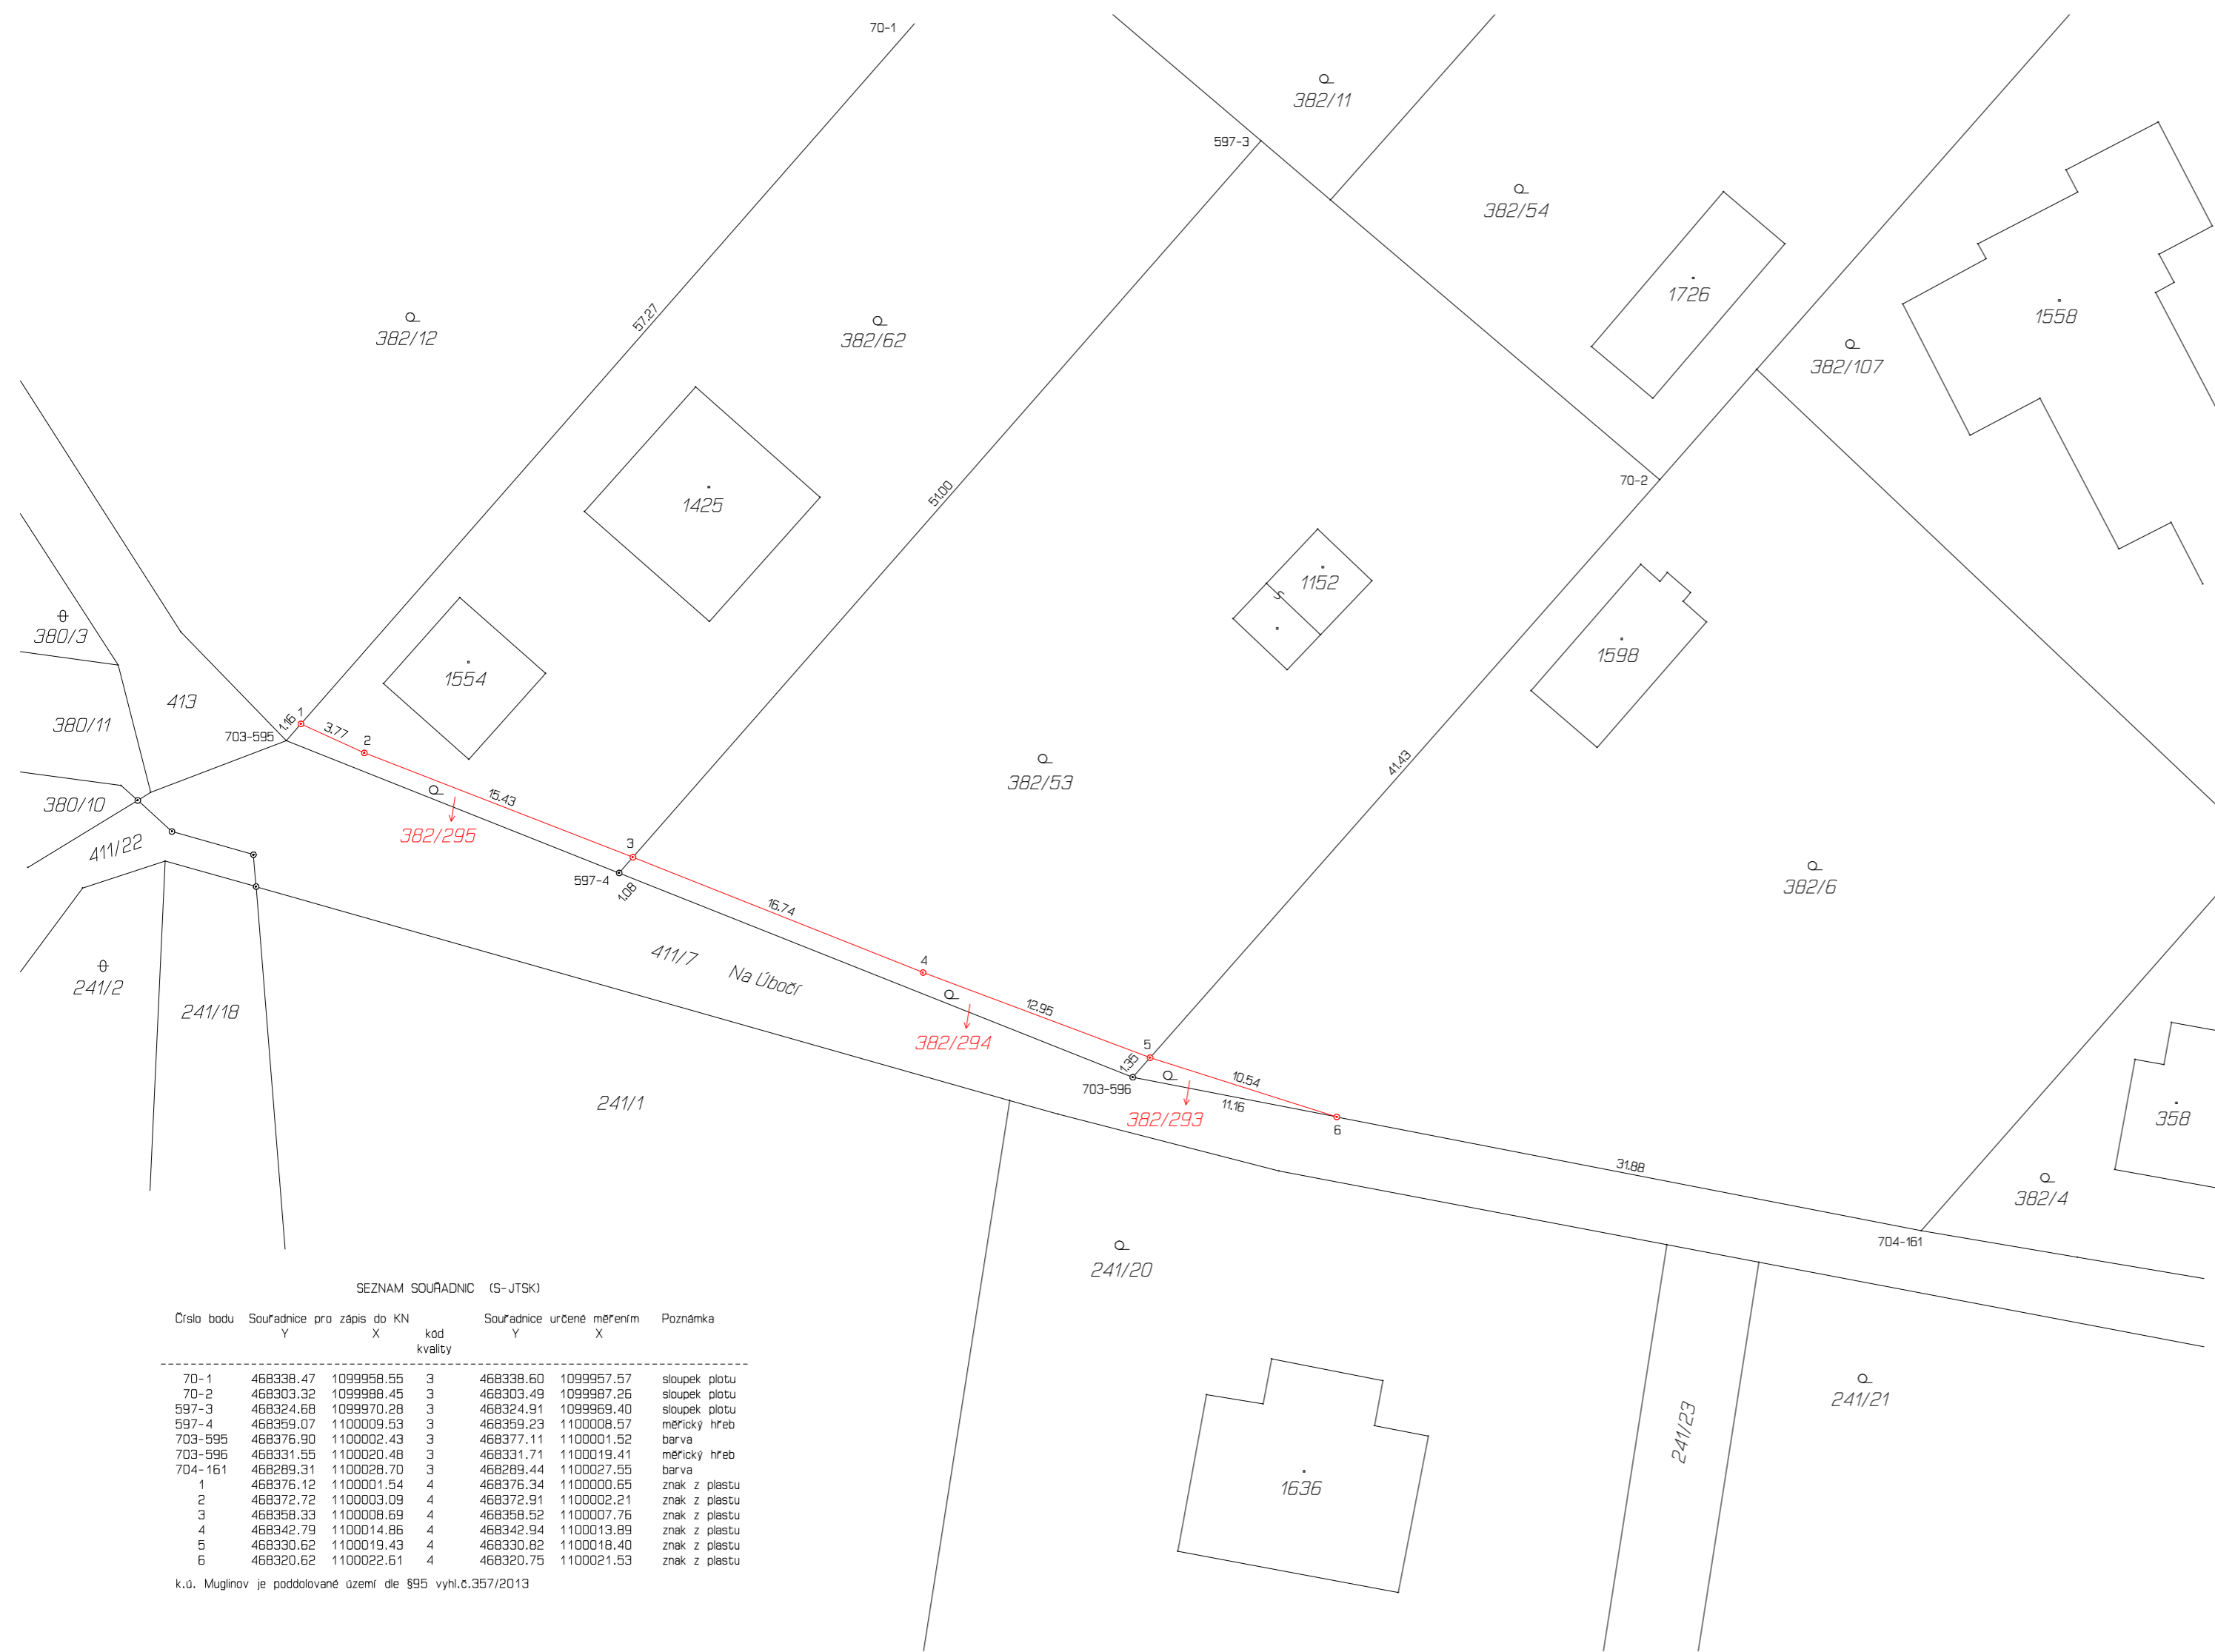 70-1
382/11
597-3
382/54
1726
1558
57.27
382/12
382/62
382/107
1425
51.00
70-2
1152
S
380/3
1598
1554
413
380/11
1.16
1
3.77
2
703-595
41.43
382/53
380/10
15.43
382/295
3
411/22
597-4
1.08
382/6
16.74
411/7 Na Úbočí
4
241/2
241/18
12.95
382/294
5
1.35
10.54
703-596
11.16
241/1
382/293
6
358
31.88
382/4
704-161
241/20
SEZNAM SOUŘADNIC (S-JTSK)
Číslo bodu Souřadnice pro zápis do KN Souřadnice určené měřením Poznámka
Y X kód Y X
kvality
------------------------------------------------------------
70-1 468338.47 1099958.55 3 468338.60 1099957.57 sloupek plotu
70-2 468303.32 1099988.45 3 468303.49 1099987.26 sloupek plotu
597-3 468324.68 1099970.28 3 468324.91 1099969.40 sloupek plotu
597-4 468359.07 1100009.53 3 468359.23 1100008.57 měřický hřeb
703-595 468376.90 1100002.43 3 468377.11 1100001.52 barva
703-596 468331.55 1100020.48 3 468331.71 1100019.41 měřický hřeb
704-161 468289.31 1100028.70 3 468289.44 1100027.55 barva
1 468376.12 1100001.54 4 468376.34 1100000.65 znak z plastu
2 468372.72 1100003.09 4 468372.91 1100002.21 znak z plastu
3 468358.33 1100008.69 4 468358.52 1100007.76 znak z plastu
4 468342.79 1100014.86 4 468342.94 1100013.89 znak z plastu
5 468330.62 1100019.43 4 468330.82 1100018.40 znak z plastu
6 468320.62 1100022.61 4 468320.75 1100021.53 znak z plastu
k.ú. Muglinov je poddolované území dle §95 vyhl.č.357/2013
241/21
241/23
1636